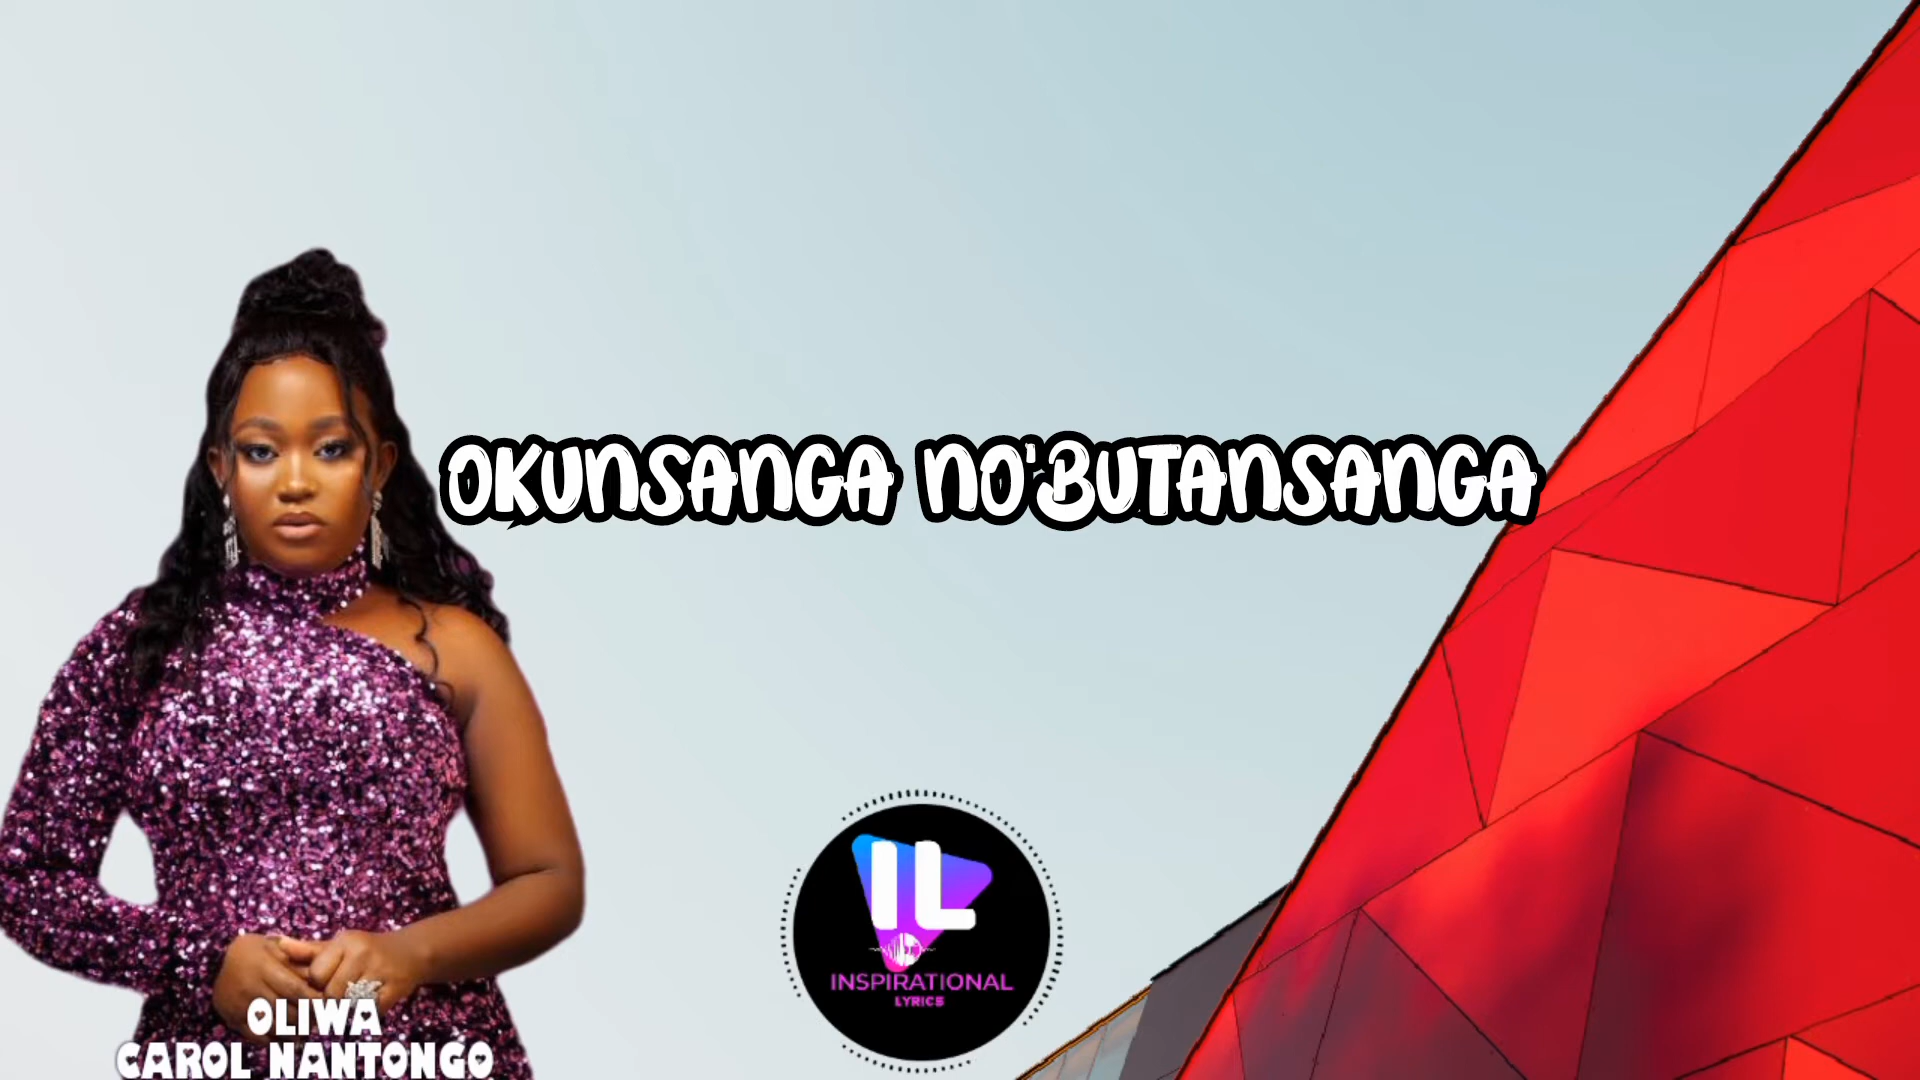 OKUNSANGA NO'BUTANSANGA
IL
INSPIRATIONAL
LYRICS
OLIWA
CAROL NANTONGO